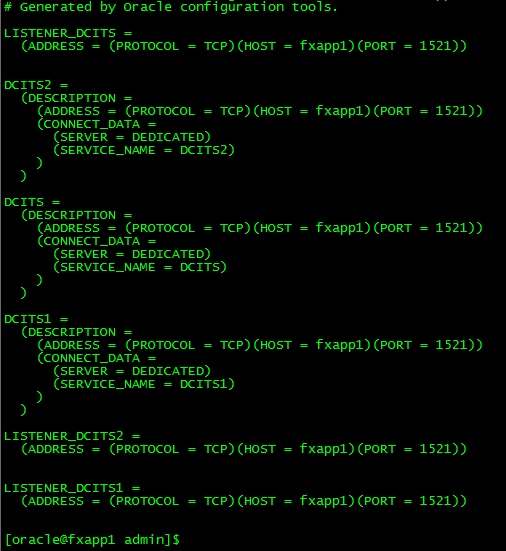 # Generated by Oracle configuration tools.
LISTENER_DCITS =
(ADDRESS = (PROTOCOL = TCP)(HOST = fxapp1)(PORT = 1521))
DCITS2 =
(DESCRIPTION =
(ADDRESS = (PROTOCOL = TCP)(HOST = fxapp1)(PORT = 1521))
(CONNECT_DATA =
(SERVER = DEDICATED)
(SERVICE_NAME = DCITS2)
)
)
DCITS =
(DESCRIPTION =
(ADDRESS = (PROTOCOL = TCP)(HOST = fxapp1)(PORT = 1521))
(CONNECT_DATA =
(SERVER = DEDICATED)
(SERVICE_NAME = DCITS)
)
)
DCITS1 =
(DESCRIPTION =
(ADDRESS = (PROTOCOL = TCP)(HOST = fxapp1)(PORT = 1521))
(CONNECT_DATA =
(SERVER = DEDICATED)
(SERVICE_NAME = DCITS1)
)
)
LISTENER_DCITS2 =
(ADDRESS = (PROTOCOL = TCP)(HOST = fxapp1)(PORT = 1521))
LISTENER_DCITS1 =
(ADDRESS = (PROTOCOL = TCP)(HOST = fxapp1)(PORT = 1521))
[oracle@fxapp1 admin]$